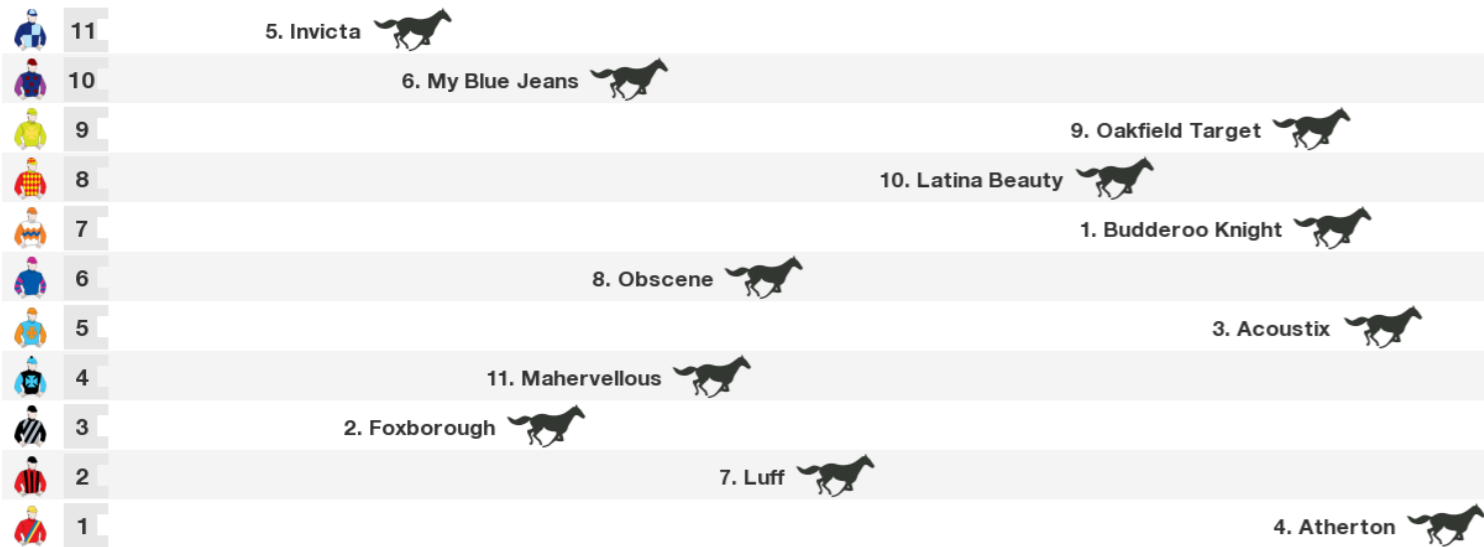 11 5. Invicta
10 6. My Blue Jeans
9 9. Oakfield Target
8 10. Latina Beauty
7 1. Budderoo Knight
6 8. Obscene
5 3. Acoustix
4 11. Mahervellous
3 2. Foxborough
2 7. Luff
1 4. Atherton